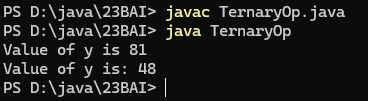 PS D:\java\23BAI> javac TernaryOp.java
PS D:\java\23BAI> java TernaryOp
Value of y is 81
Value of y is: 48
PS D:\java\23BAI>